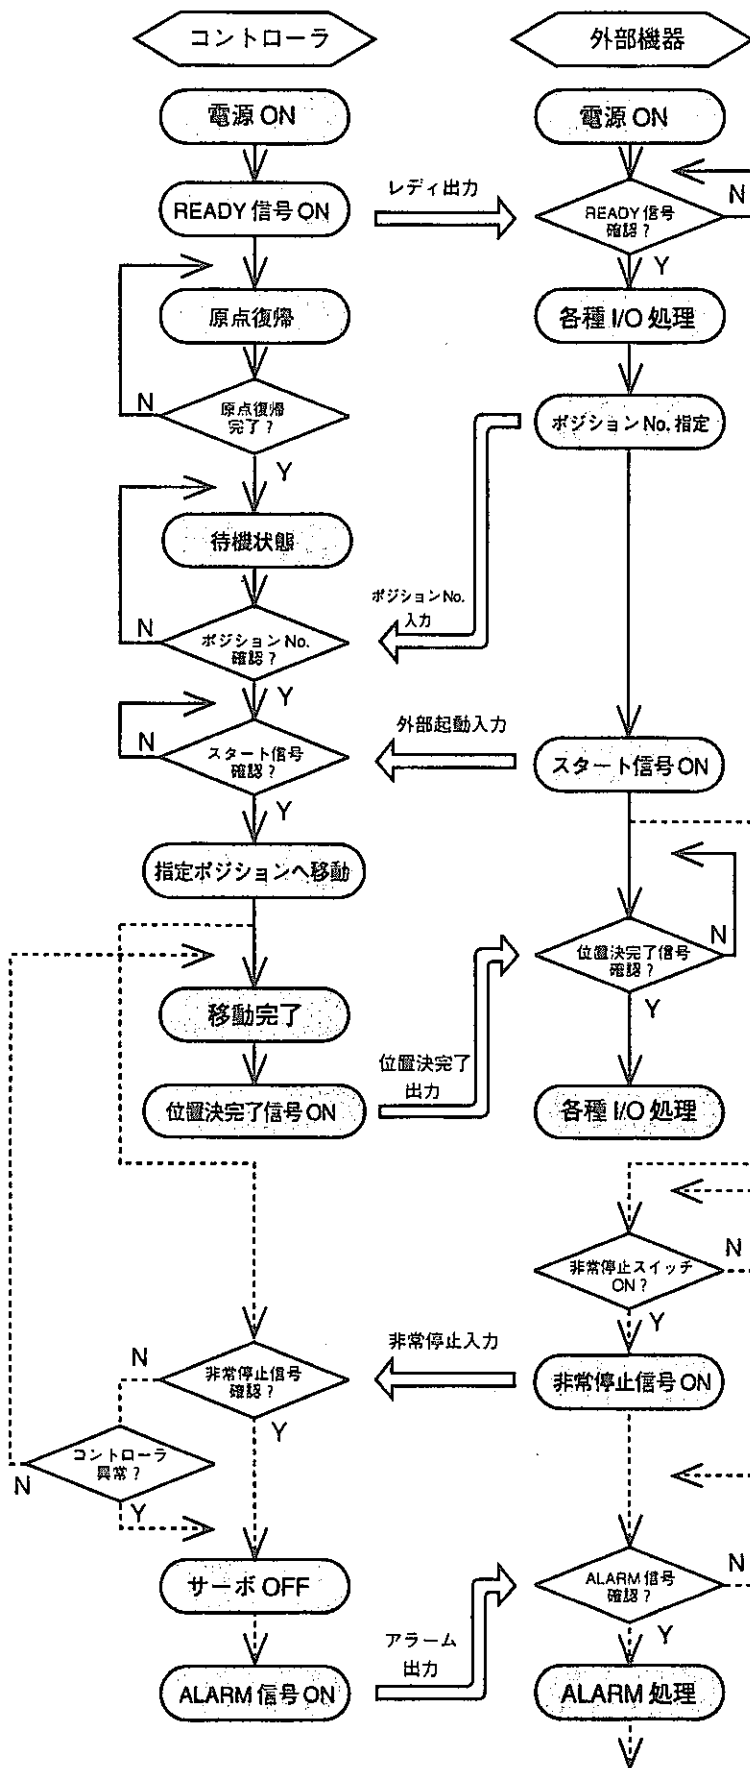 コントローラ
外部機器
電源 ON
電源 ON
READY 信号 ON
レディ出力
READY 信号
確認？
N
Y
原点復帰
各種 I/O 処理
原点復帰
完了？
N
Y
ポジション No. 指定
待機状態
ポジション No.
入力
ポジション No.
確認？
N
Y
外部起動入力
スタート信号
確認？
N
Y
スタート信号 ON
指定ポジションへ移動
位置決完了信号
確認？
N
Y
移動完了
位置決完了信号 ON
位置決完了
出力
各種 I/O 処理
非常停止スイッチ
ON？
N
Y
非常停止入力
非常停止信号
確認？
N
Y
非常停止信号 ON
コントローラ
異常？
N
Y
サーボ OFF
ALARM 信号
確認？
N
Y
アラーム
出力
ALARM 信号 ON
ALARM 処理